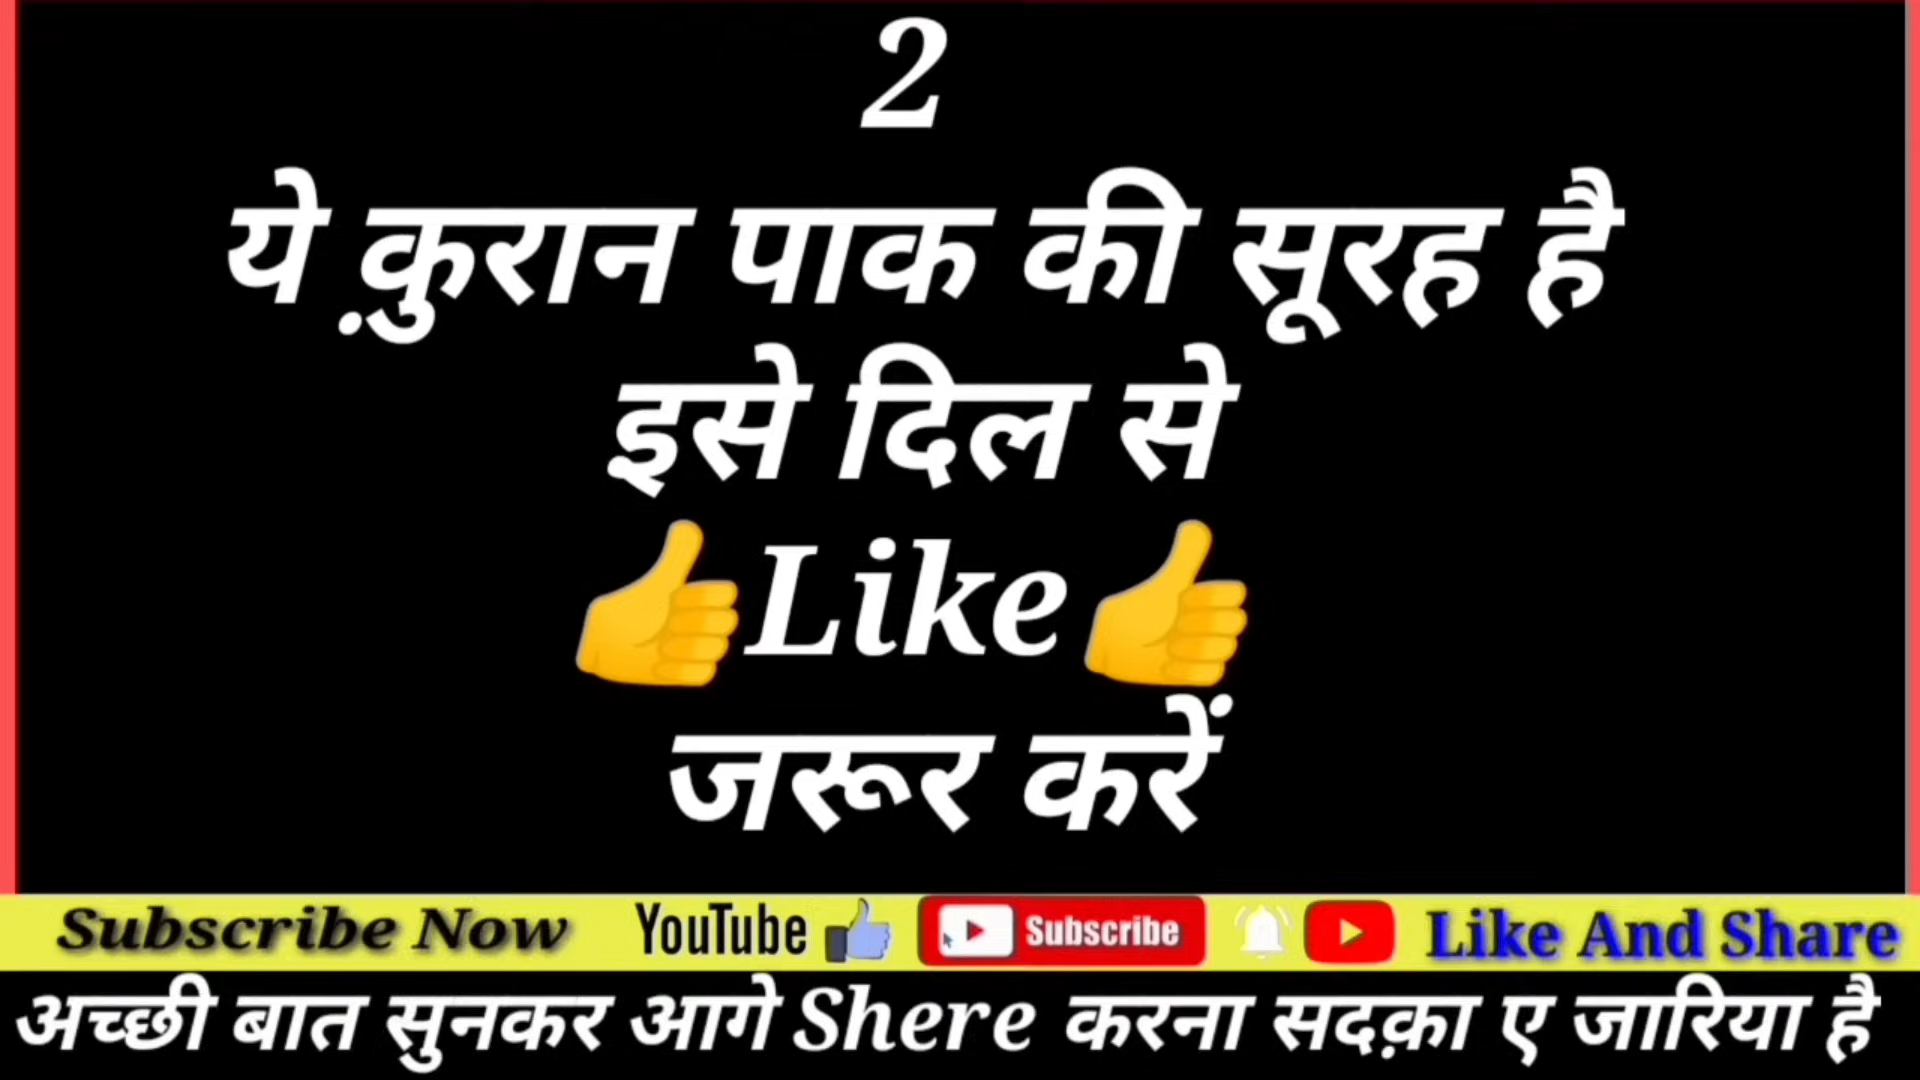 2
ये क़ुरान पाक की सूरह है
इसे दिल से
👍Like👍
जरूर करें
Subscribe Now YouTube Subscribe Like And Share
अच्छी बात सुनकर आगे Shere करना सदक़ा ए जारिया है